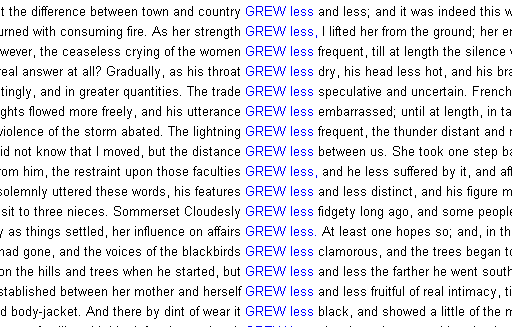 t the difference between town and country GREW less and less; and it was indeed this w
urned with consuming fire. As her strength GREW less, I lifted her from the ground; her er
owever, the ceaseless crying of the women GREW less frequent, till at length the silence
real answer at all? Gradually, as his throat GREW less dry, his head less hot, and his bra
tingly, and in greater quantities. The trade GREW less speculative and uncertain. French
ghts flowed more freely, and his utterance GREW less embarrassed; until at length, in ta
violence of the storm abated. The lightning GREW less frequent, the thunder distant and r
id not know that I moved, but the distance GREW less between us. She took one step ba
rom him, the restraint upon those faculties GREW less, and he less suffered by it, and aft
solemnly uttered these words, his features GREW less and less distinct, and his figure m
sit to three nieces. Sommerset Cloudesly GREW less fidgety long ago, and some people
y as things settled, her influence on affairs GREW less. At least one hopes so; and, in th
had gone, and the voices of the blackbirds GREW less clamorous, and the trees began to
on the hills and trees when he started, but GREW less and less the farther he went south
stablished between her mother and herself GREW less and less fruitful of real intimacy, ti
d body-jacket. And there by dint of wear it GREW less black, and showed a little of the m